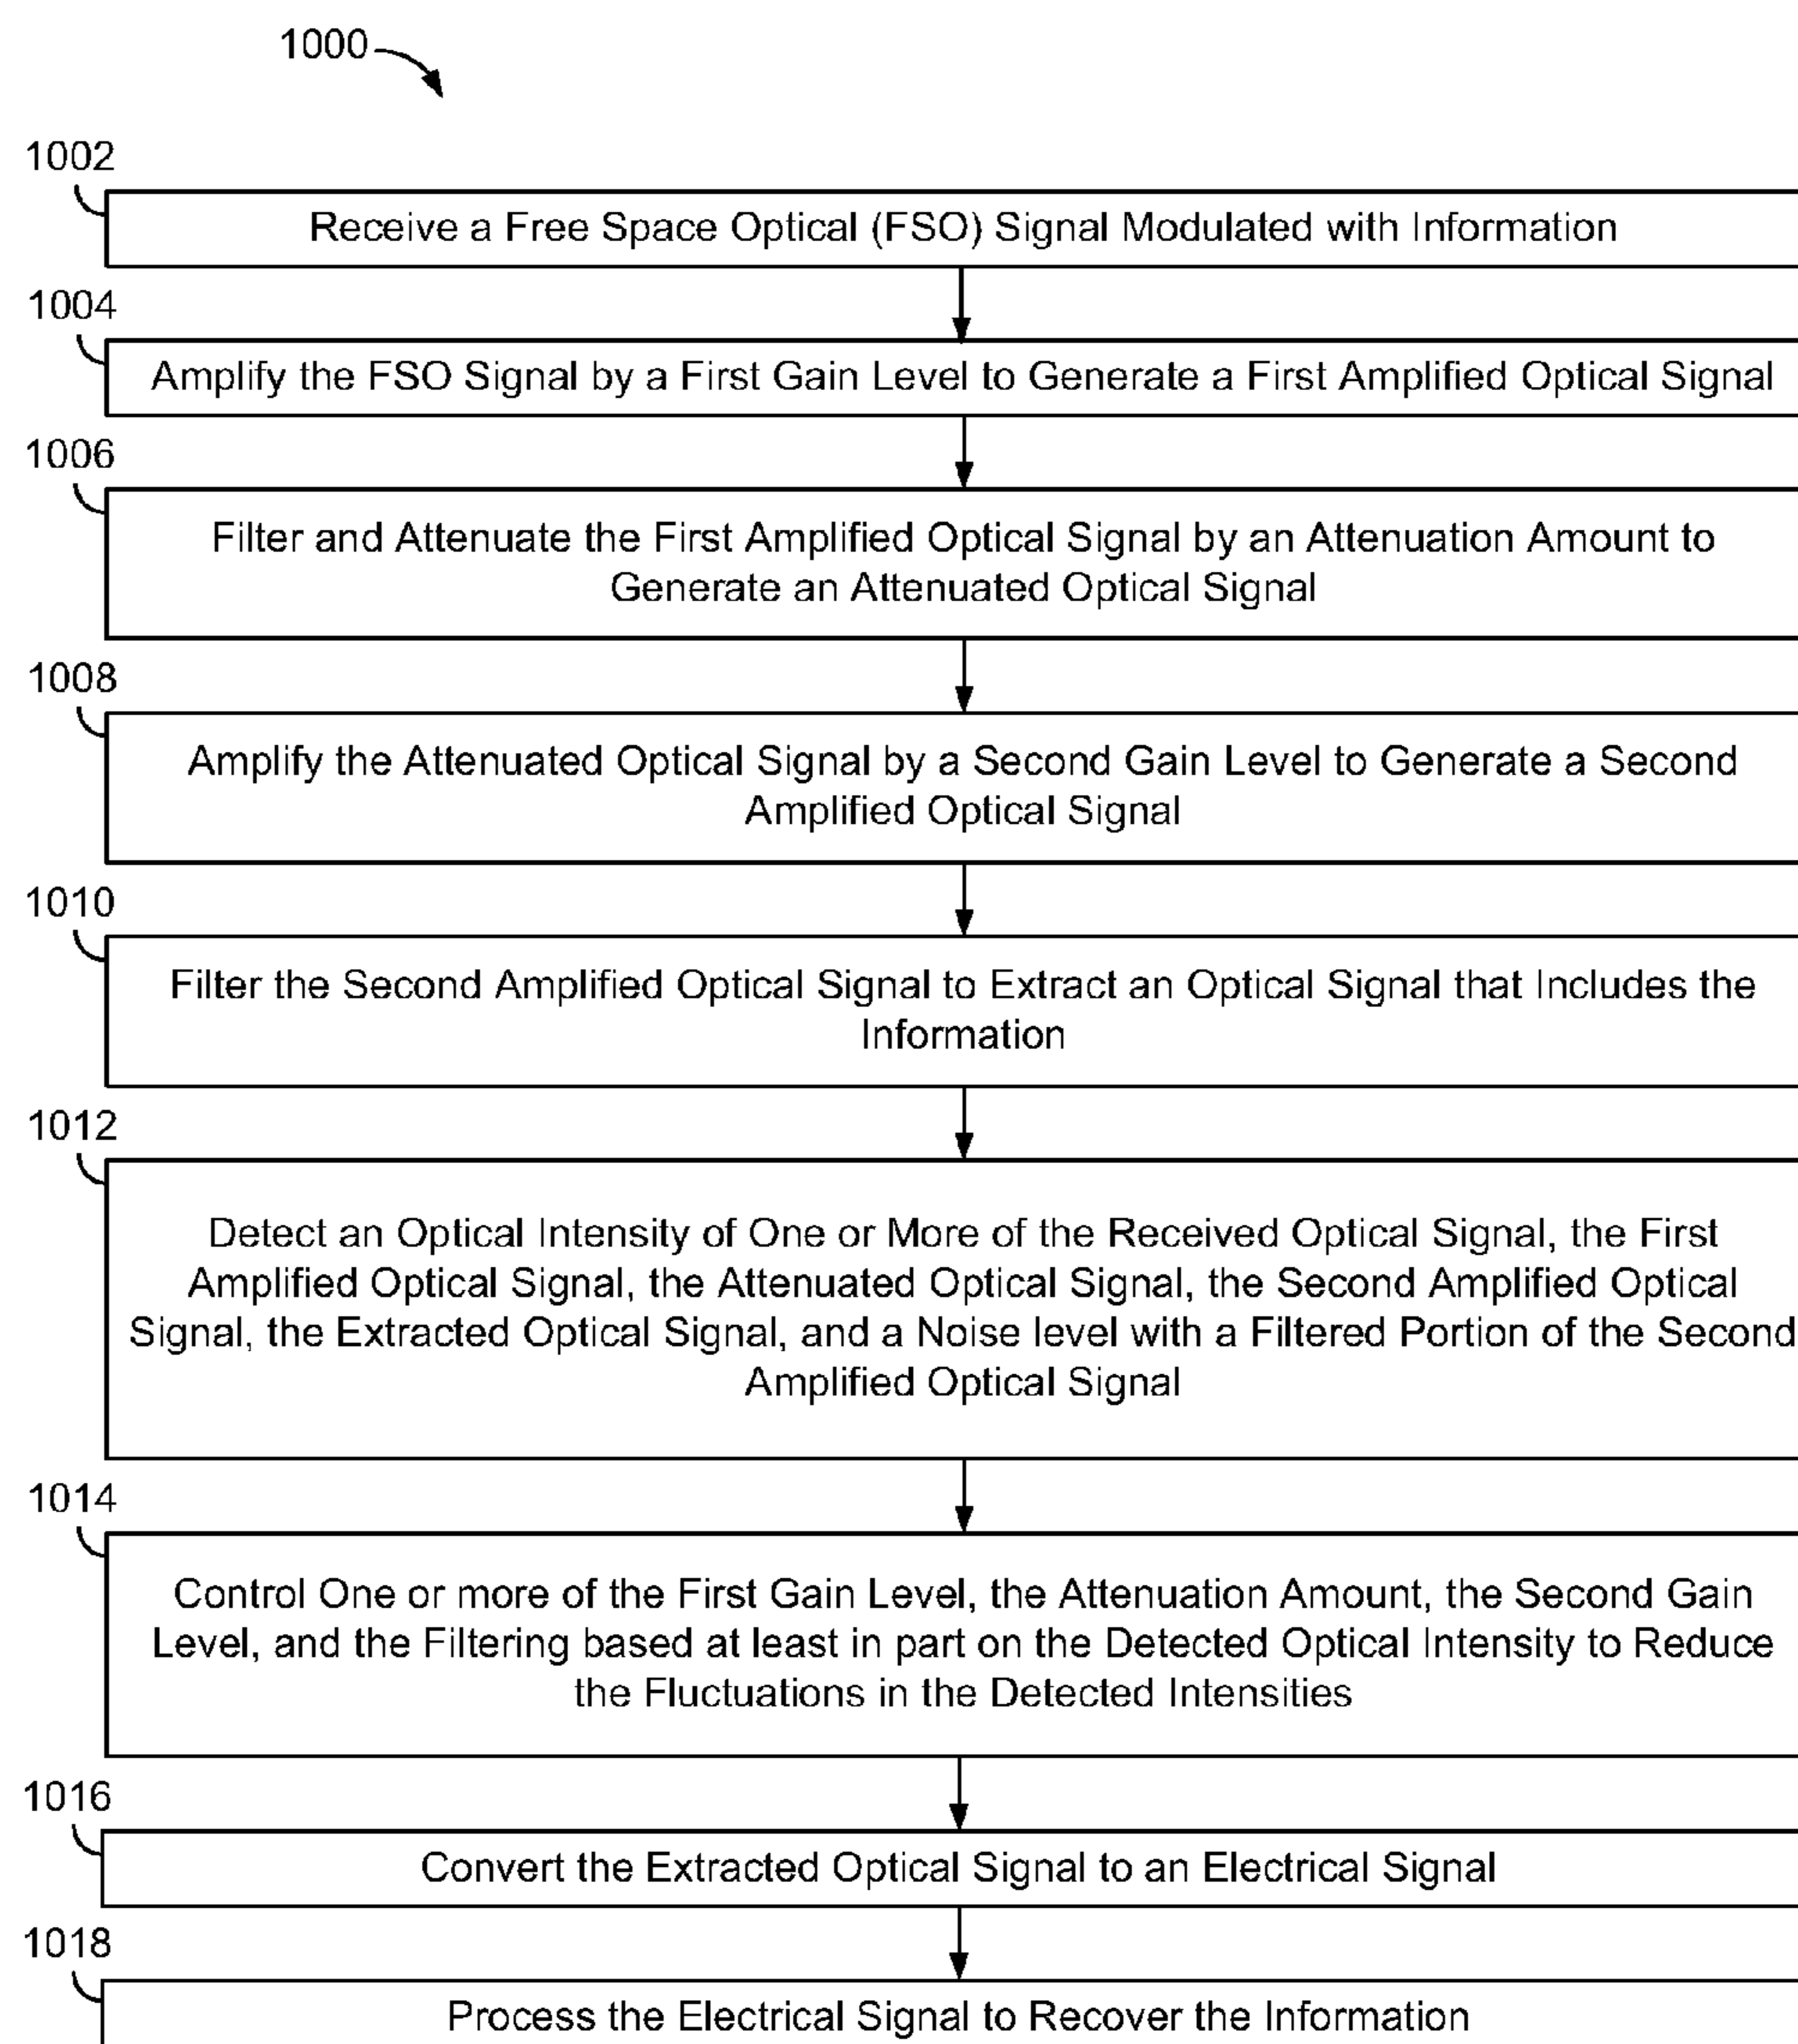 1000
1002
Receive a Free Space Optical (FSO) Signal Modulated with Information
1004
Amplify the FSO Signal by a First Gain Level to Generate a First Amplified Optical Signal
1006
Filter and Attenuate the First Amplified Optical Signal by an Attenuation Amount to
Generate an Attenuated Optical Signal
1008
Amplify the Attenuated Optical Signal by a Second Gain Level to Generate a Second
Amplified Optical Signal
1010
Filter the Second Amplified Optical Signal to Extract an Optical Signal that Includes the
Information
1012
Detect an Optical Intensity of One or More of the Received Optical Signal, the First
Amplified Optical Signal, the Attenuated Optical Signal, the Second Amplified Optical
Signal, the Extracted Optical Signal, and a Noise level with a Filtered Portion of the Second
Amplified Optical Signal
1014
Control One or more of the First Gain Level, the Attenuation Amount, the Second Gain
Level, and the Filtering based at least in part on the Detected Optical Intensity to Reduce
the Fluctuations in the Detected Intensities
1016
Convert the Extracted Optical Signal to an Electrical Signal
1018
Process the Electrical Signal to Recover the Information